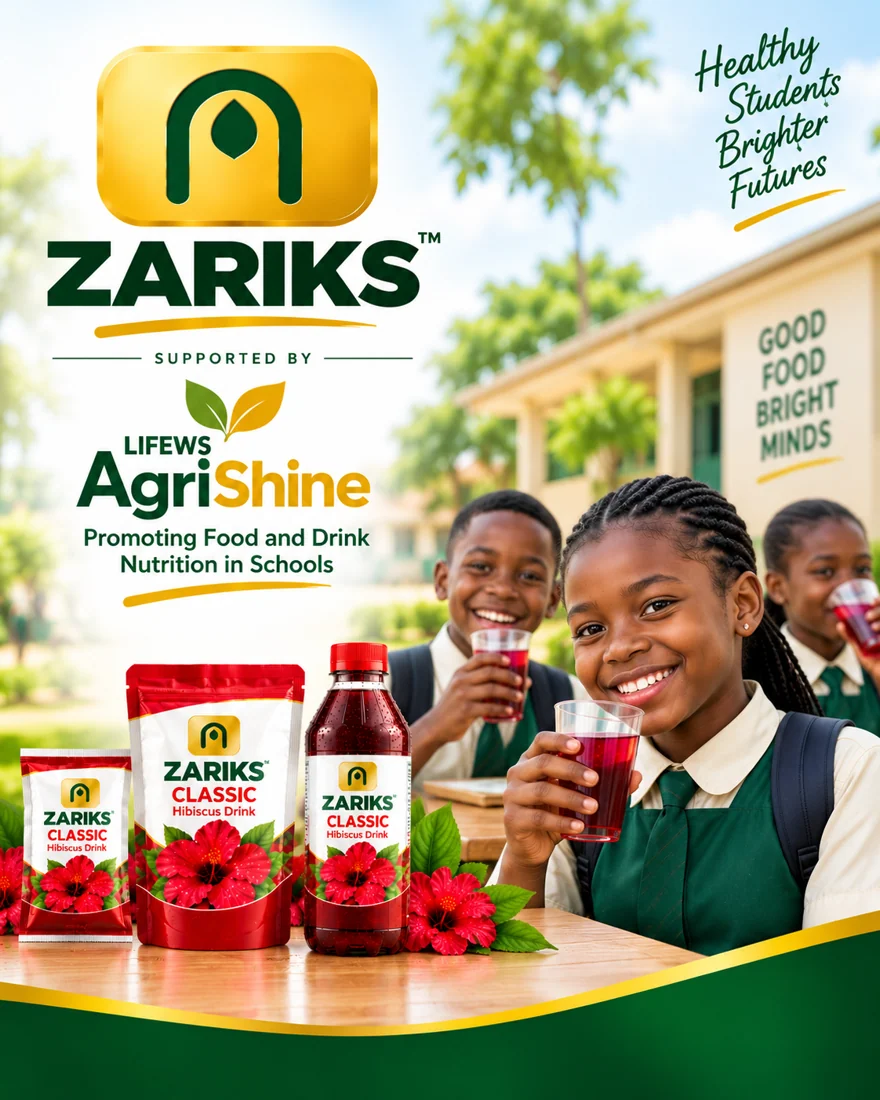 ZARIKS™
SUPPORTED BY
LIFEWS
AgriShine
Promoting Food and Drink
Nutrition in Schools
Healthy
Students
Brighter
Futures
GOOD
FOOD
BRIGHT
MINDS
ZARIKS™
CLASSIC
Hibiscus Drink
ZARIKS™
CLASSIC
Hibiscus Drink
ZARIKS™
CLASSIC
Hibiscus Drink